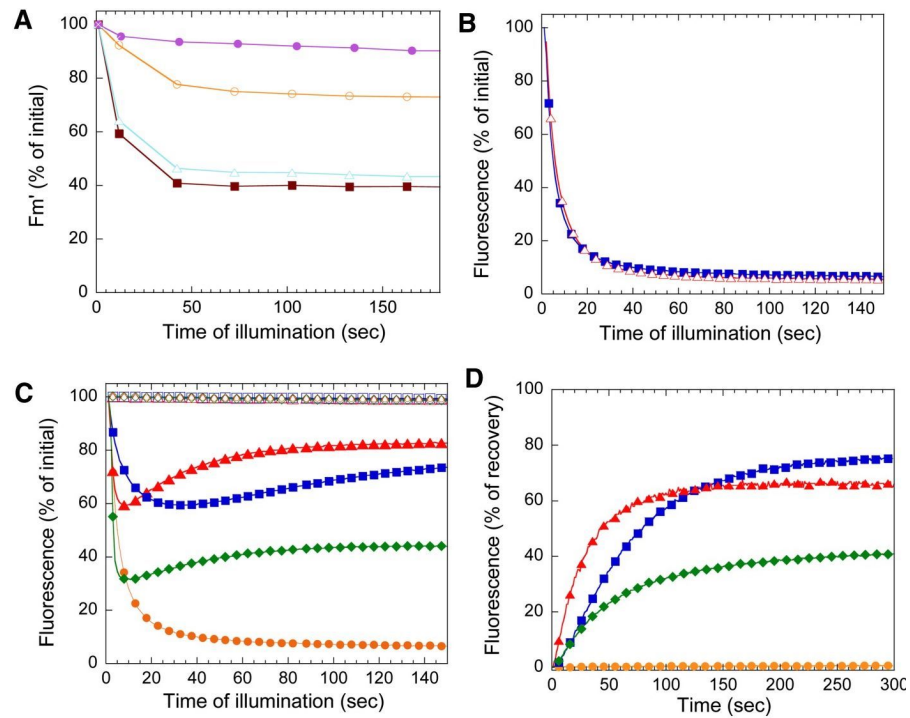 A
Fm' (% of initial)
100
80
60
40
20
0
0 50 100 150
Time of illumination (sec)
B
Fluorescence (% of initial)
100
80
60
40
20
0
0 20 40 60 80 100 120 140
Time of illumination (sec)
C
Fluorescence (% of initial)
100
80
60
40
20
0
0 20 40 60 80 100 120 140
Time of illumination (sec)
D
Fluorescence (% of recovery)
100
80
60
40
20
0
0 50 100 150 200 250 300
Time (sec)